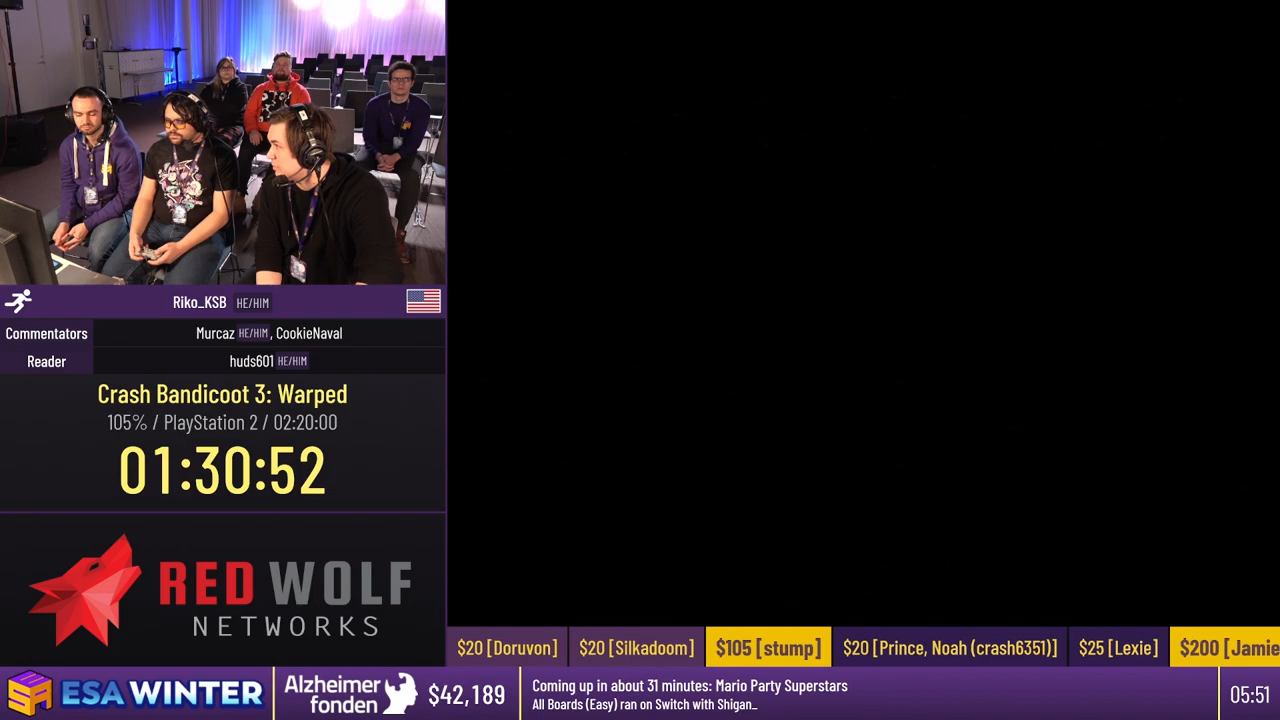 Riko_KSB HE/HIM
Commentators Murcaz HE/HIM, CookieNaval
Reader huds601 HE/HIM
Crash Bandicoot 3: Warped
105% / PlayStation 2 / 02:20:00
01:30:52
RED WOLF
NETWORKS
$20 [Doruvon] $20 [Silkadoom] $105 [stump] $20 [Prince, Noah (crash6351)] $25 [Lexie] $200 [Jamie
ESA WINTER
Alzheimer
fonden
$42,189
Coming up in about 31 minutes: Mario Party Superstars
All Boards (Easy) ran on Switch with Shigan_
05:51